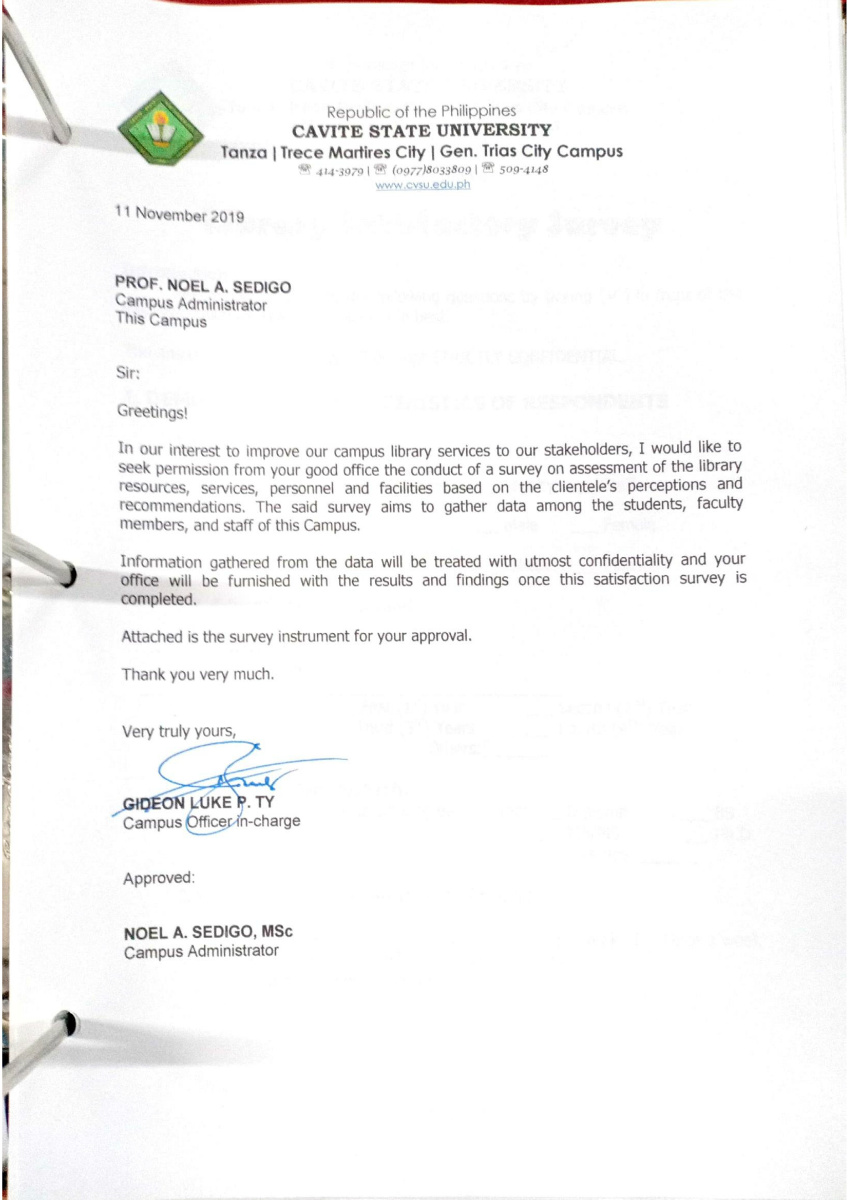 Republic of the Philippines
CAVITE STATE UNIVERSITY
Tanza | Trece Martires City | Gen. Trias City Campus
☏ 414-3979 | ☏ (0977)8033809 | ☏ 509-4148
www.cvsu.edu.ph
11 November 2019
PROF. NOEL A. SEDIGO
Campus Administrator
This Campus
Sir:
Greetings!
In our interest to improve our campus library services to our stakeholders, I would like to
seek permission from your good office the conduct of a survey on assessment of the library
resources, services, personnel and facilities based on the clientele's perceptions and
recommendations. The said survey aims to gather data among the students, faculty
members, and staff of this Campus.
Information gathered from the data will be treated with utmost confidentiality and your
office will be furnished with the results and findings once this satisfaction survey is
completed.
Attached is the survey instrument for your approval.
Thank you very much.
Very truly yours,
GIDEON LUKE P. TY
Campus Officer in-charge
Approved:
NOEL A. SEDIGO, MSc
Campus Administrator